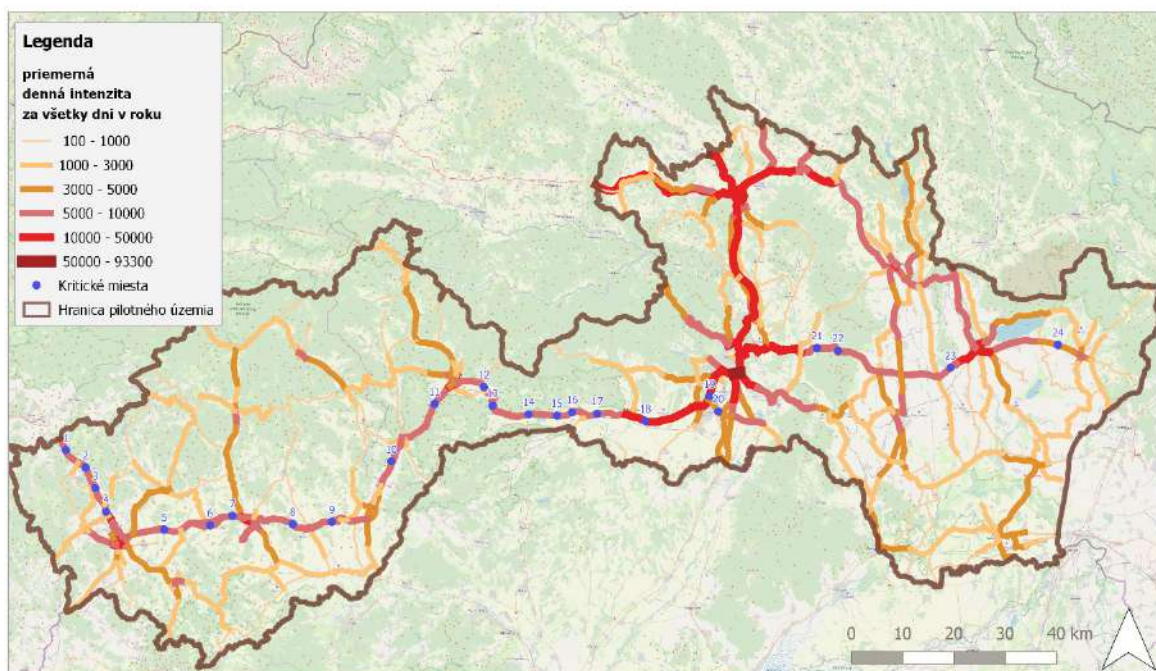 Legenda
priemerná
denná intenzita
za všetky dni v roku
100 - 1000
1000 - 3000
3000 - 5000
5000 - 10000
10000 - 50000
50000 - 93300
Kritické miesta
Hranica pilotného územia
1
2
3
4
5
6
7
8
9
10
11
12
13
14
15
16
17
18
19
20
21
22
23
24
0 10 20 30 40 km